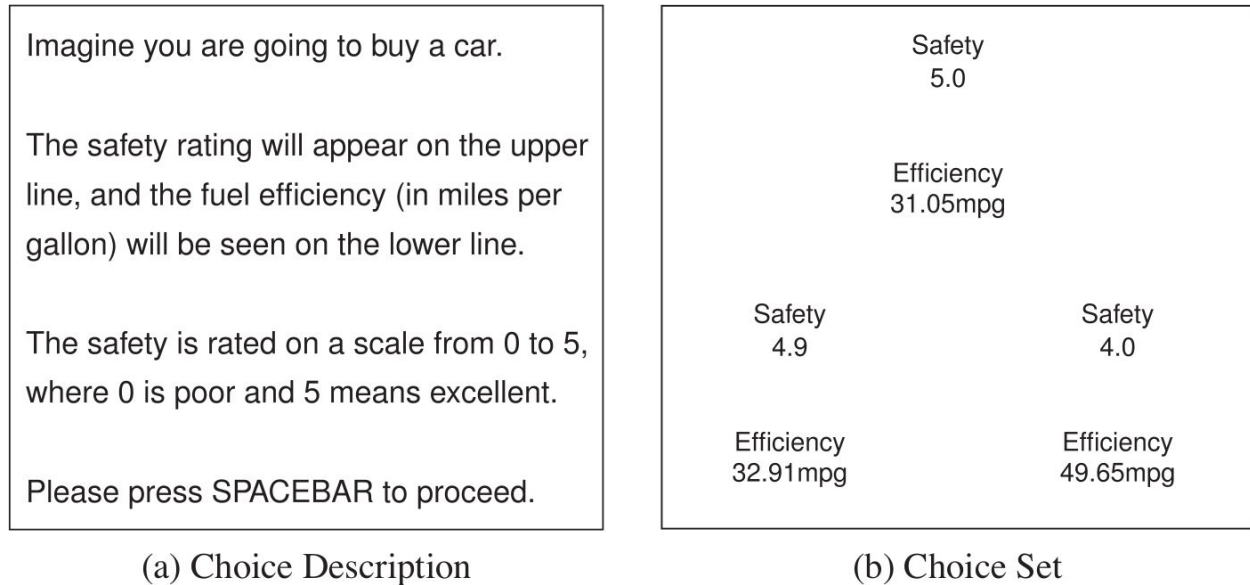 Imagine you are going to buy a car.
The safety rating will appear on the upper
line, and the fuel efficiency (in miles per
gallon) will be seen on the lower line.
The safety is rated on a scale from 0 to 5,
where 0 is poor and 5 means excellent.
Please press SPACEBAR to proceed.
(a) Choice Description
Safety
5.0
Efficiency
31.05mpg
Safety
4.9
Efficiency
32.91mpg
Safety
4.0
Efficiency
49.65mpg
(b) Choice Set